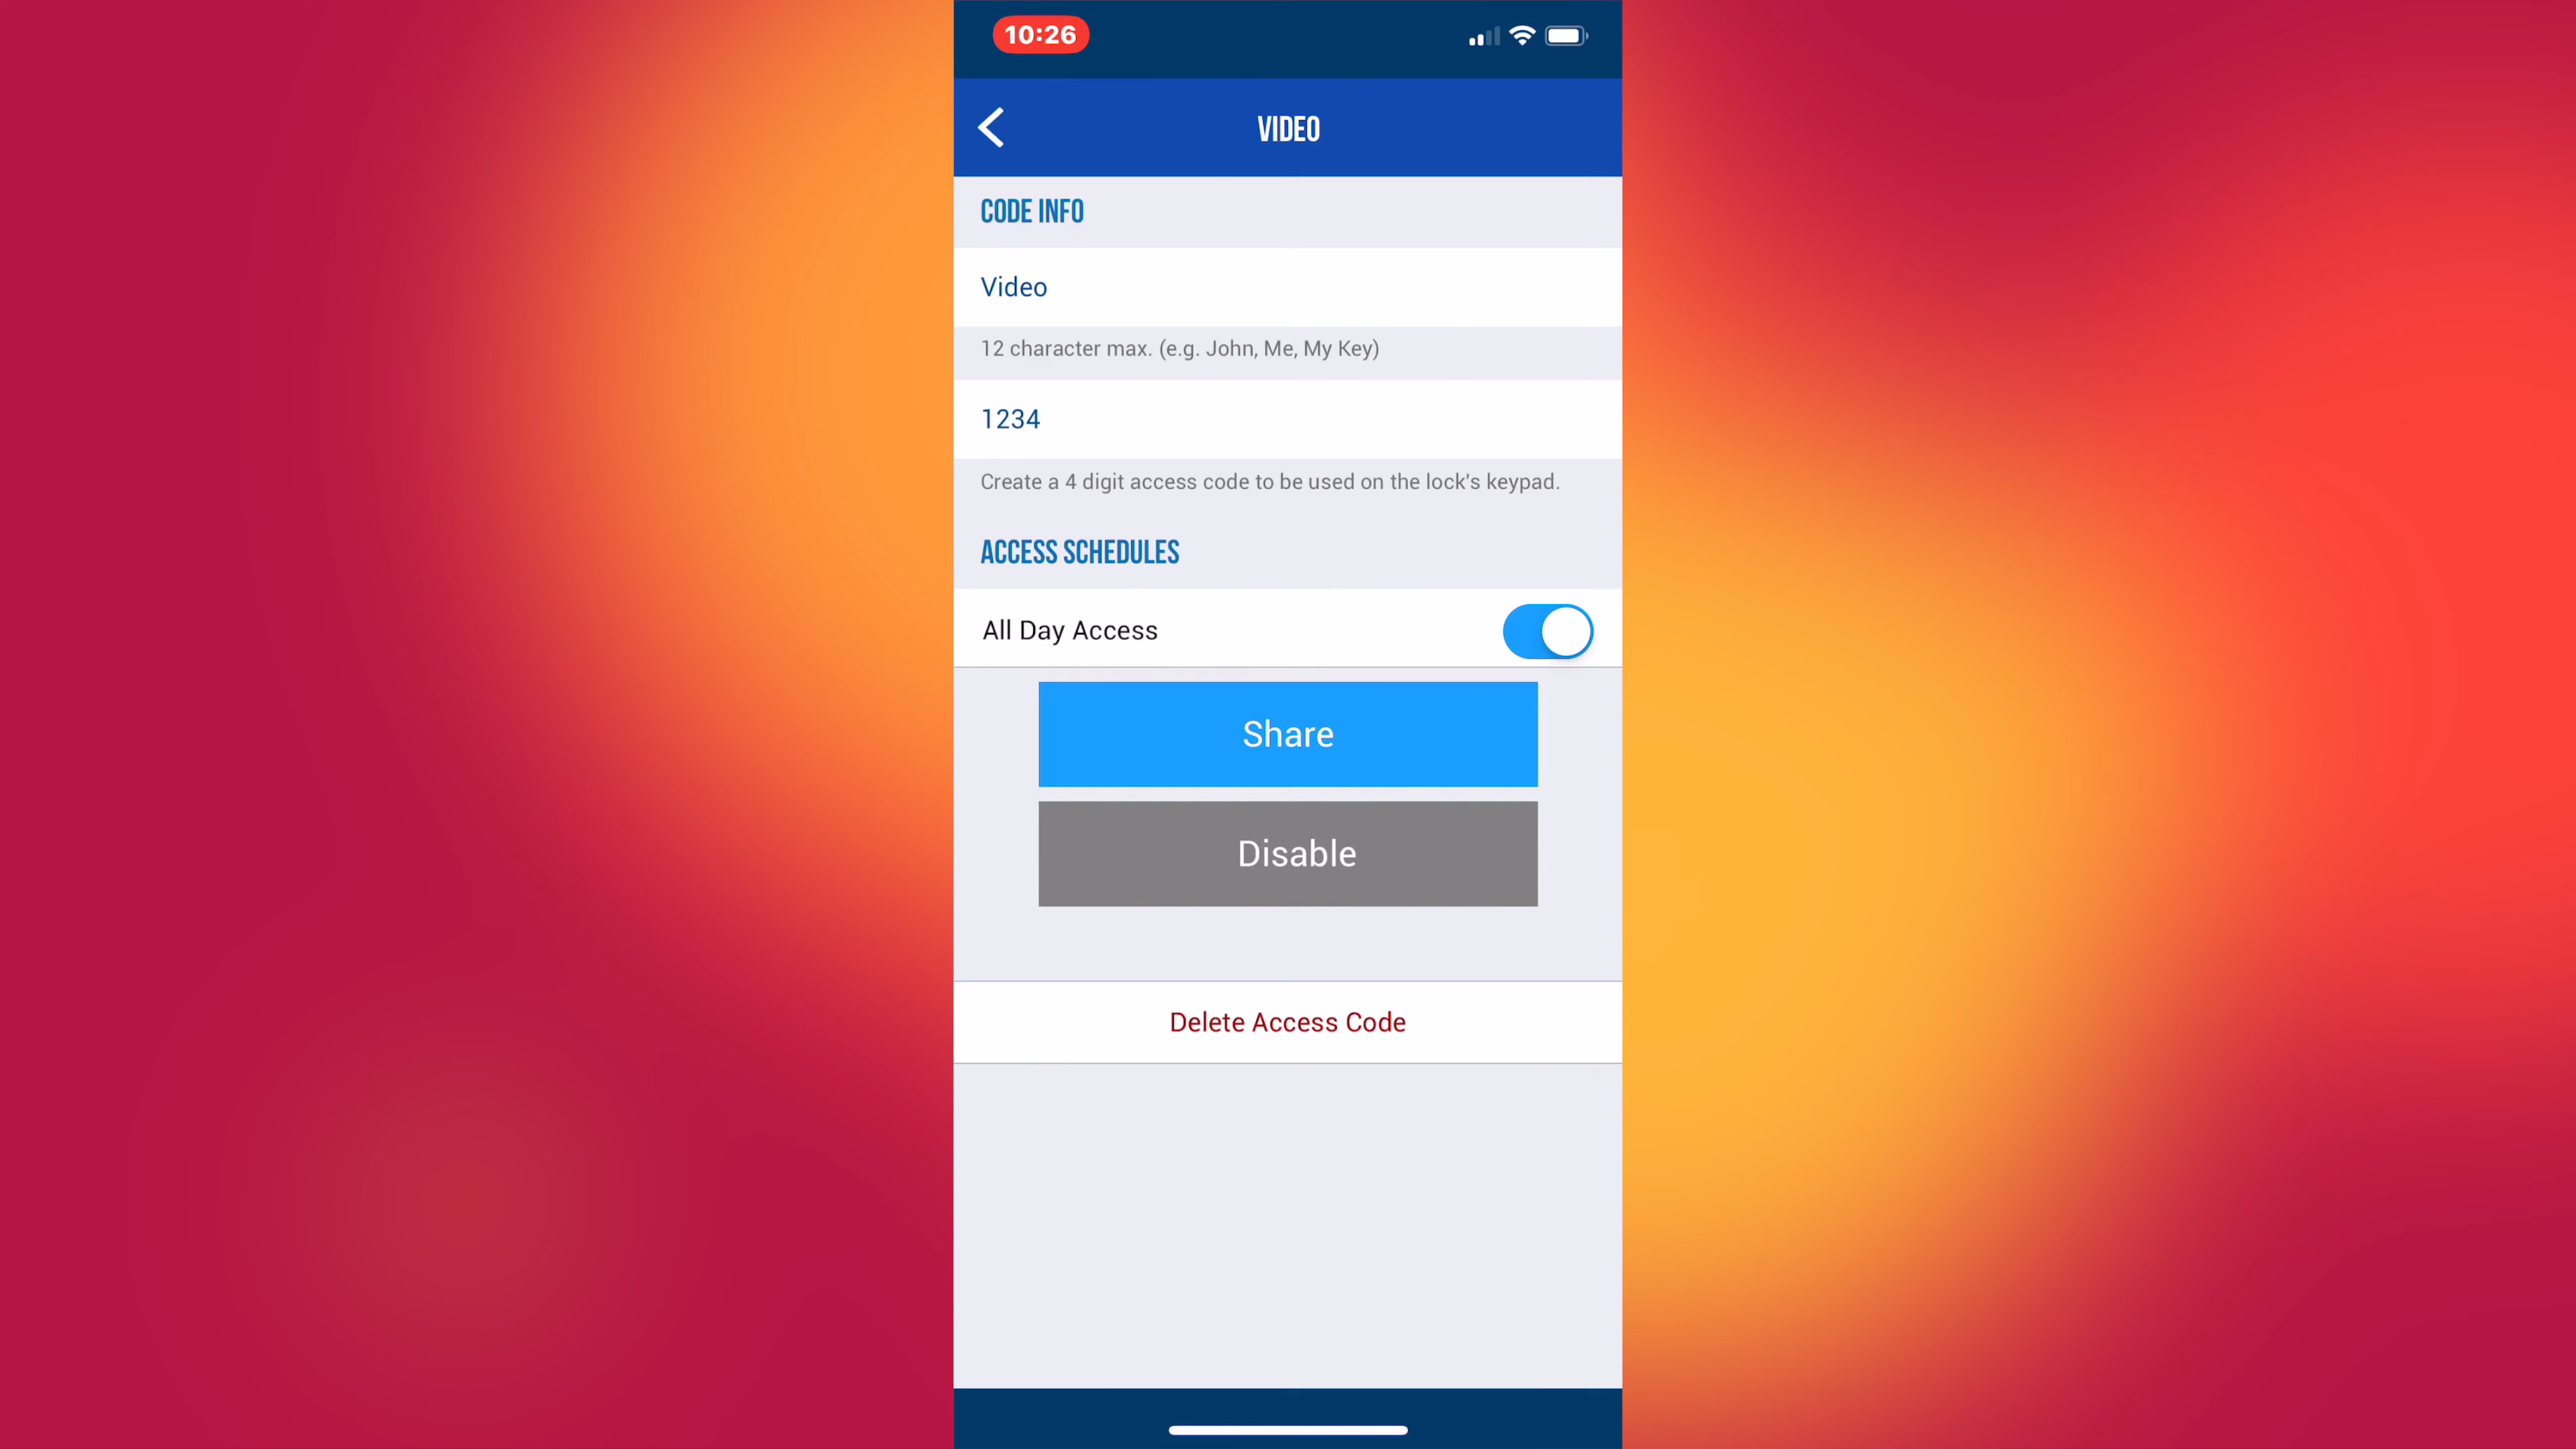 10:26
VIDEO
CODE INFO
Video
12 character max. (e.g. John, Me, My Key)
1234
Create a 4 digit access code to be used on the lock's keypad.
ACCESS SCHEDULES
All Day Access
Share
Disable
Delete Access Code